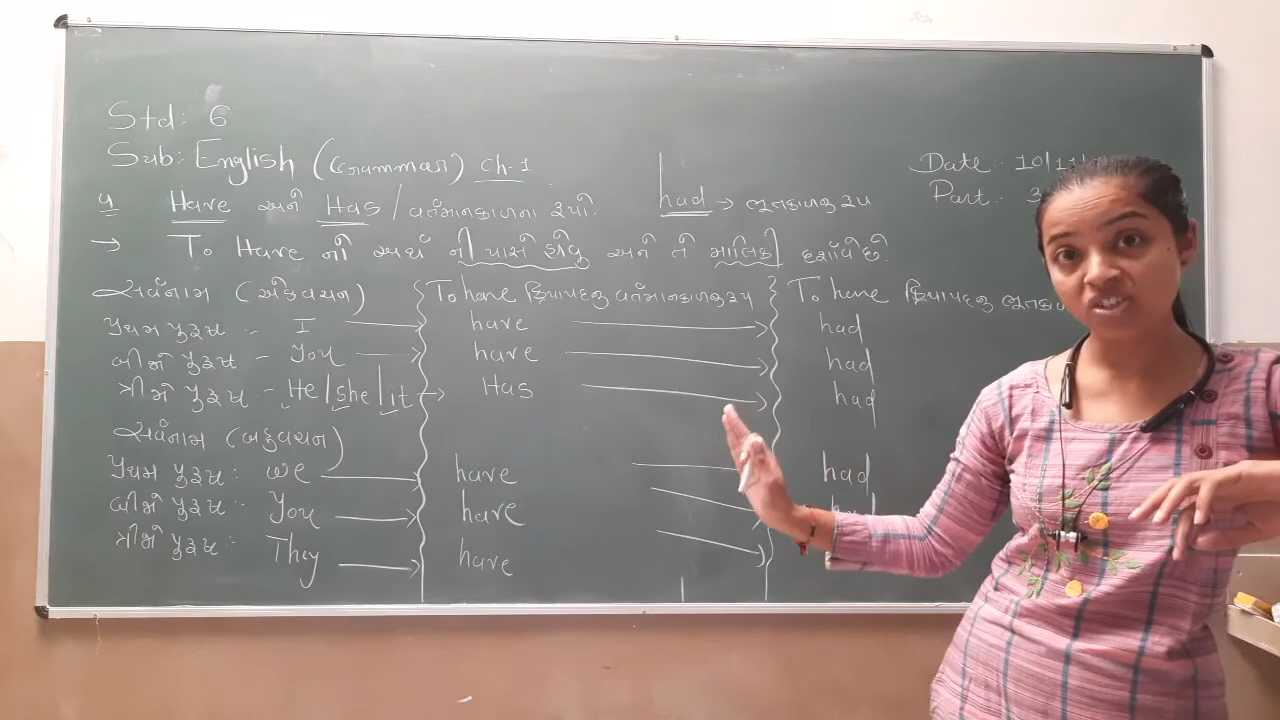 Std: 6
Sub: English (Grammar) ch-1
Date :- 10/11
Part :- 3
૫ Have અને Has / વર્તમાનકાળના રૂપો. had → ભૂતકાળનું રૂપ
→ To Have નો અર્થ ની પાસે હોવું અને તે માલિકી દર્શાવે છે.
સર્વનામ (એકવચન) To have ક્રિયાપદનું વર્તમાનકાળનું રૂપ To have ક્રિયાપદનું ભૂતકા
પ્રથમ પુરૂષ :- I → have → had
બીજો પુરૂષ - You → have → had
ત્રીજો પુરૂષ - He/she/it → Has → had
સર્વનામ (બહુવચન)
પ્રથમ પુરૂષ : we → have had
બીજો પુરૂષ :- You → have → had
ત્રીજો પુરૂષ : They → have →